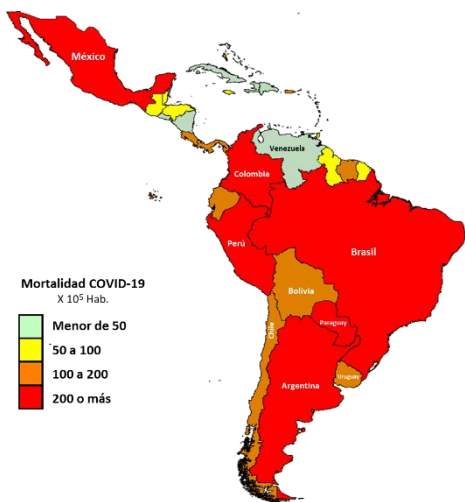 México
Venezuela
Colombia
Perú
Brasil
Bolivia
Paraguay
Chile
Uruguay
Argentina
Mortalidad COVID-19
X 10⁵ Hab.
Menor de 50
50 a 100
100 a 200
200 o más